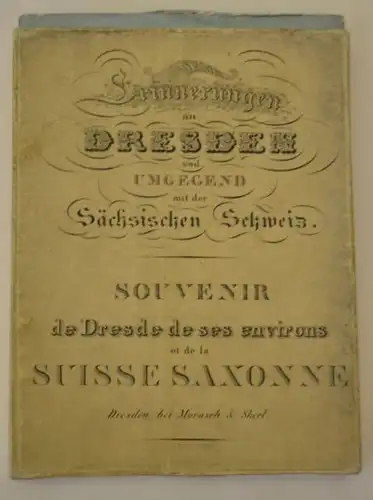 Erinnerungen
an
DRESDEN
und
UMGEGEND
mit der
Sächsischen Schweiz.
SOUVENIR
de Dresde de ses environs
et de la
SUISSE SAXONNE
Dresden, bei Morasch & Skerl